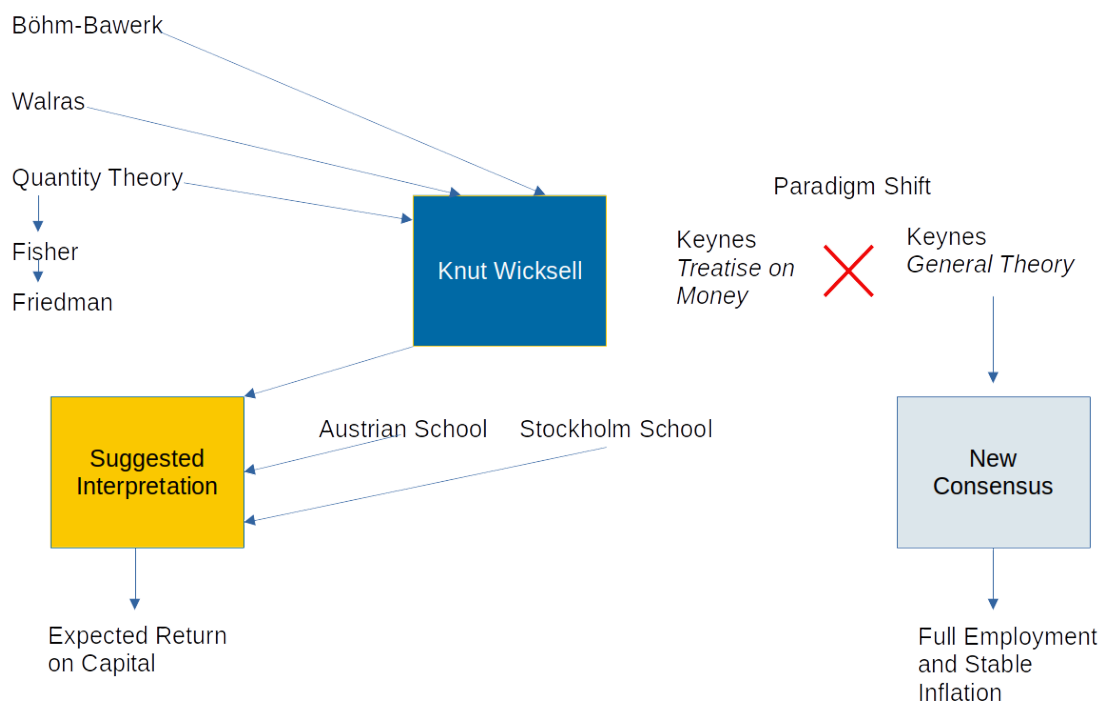 Böhm-Bawerk
Walras
Quantity Theory
Fisher
Friedman
Knut Wicksell
Paradigm Shift
Keynes
Treatise on
Money
Keynes
General Theory
Suggested
Interpretation
Austrian School
Stockholm School
New
Consensus
Expected Return
on Capital
Full Employment
and Stable
Inflation